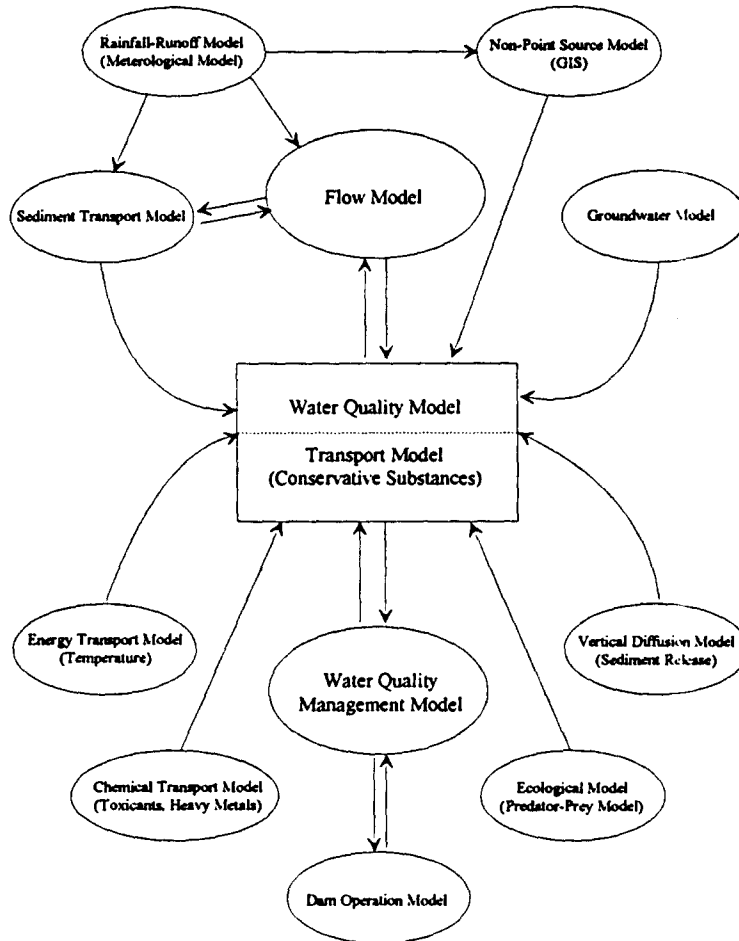 Rainfall-Runoff Model
(Meterological Model)
Non-Point Source Model
(GIS)
Flow Model
Sediment Transport Model
Groundwater Model
Water Quality Model
Transport Model
(Conservative Substances)
Energy Transport Model
(Temperature)
Vertical Diffusion Model
(Sediment Release)
Water Quality
Management Model
Chemical Transport Model
(Toxicants, Heavy Metals)
Ecological Model
(Predator-Prey Model)
Dam Operation Model